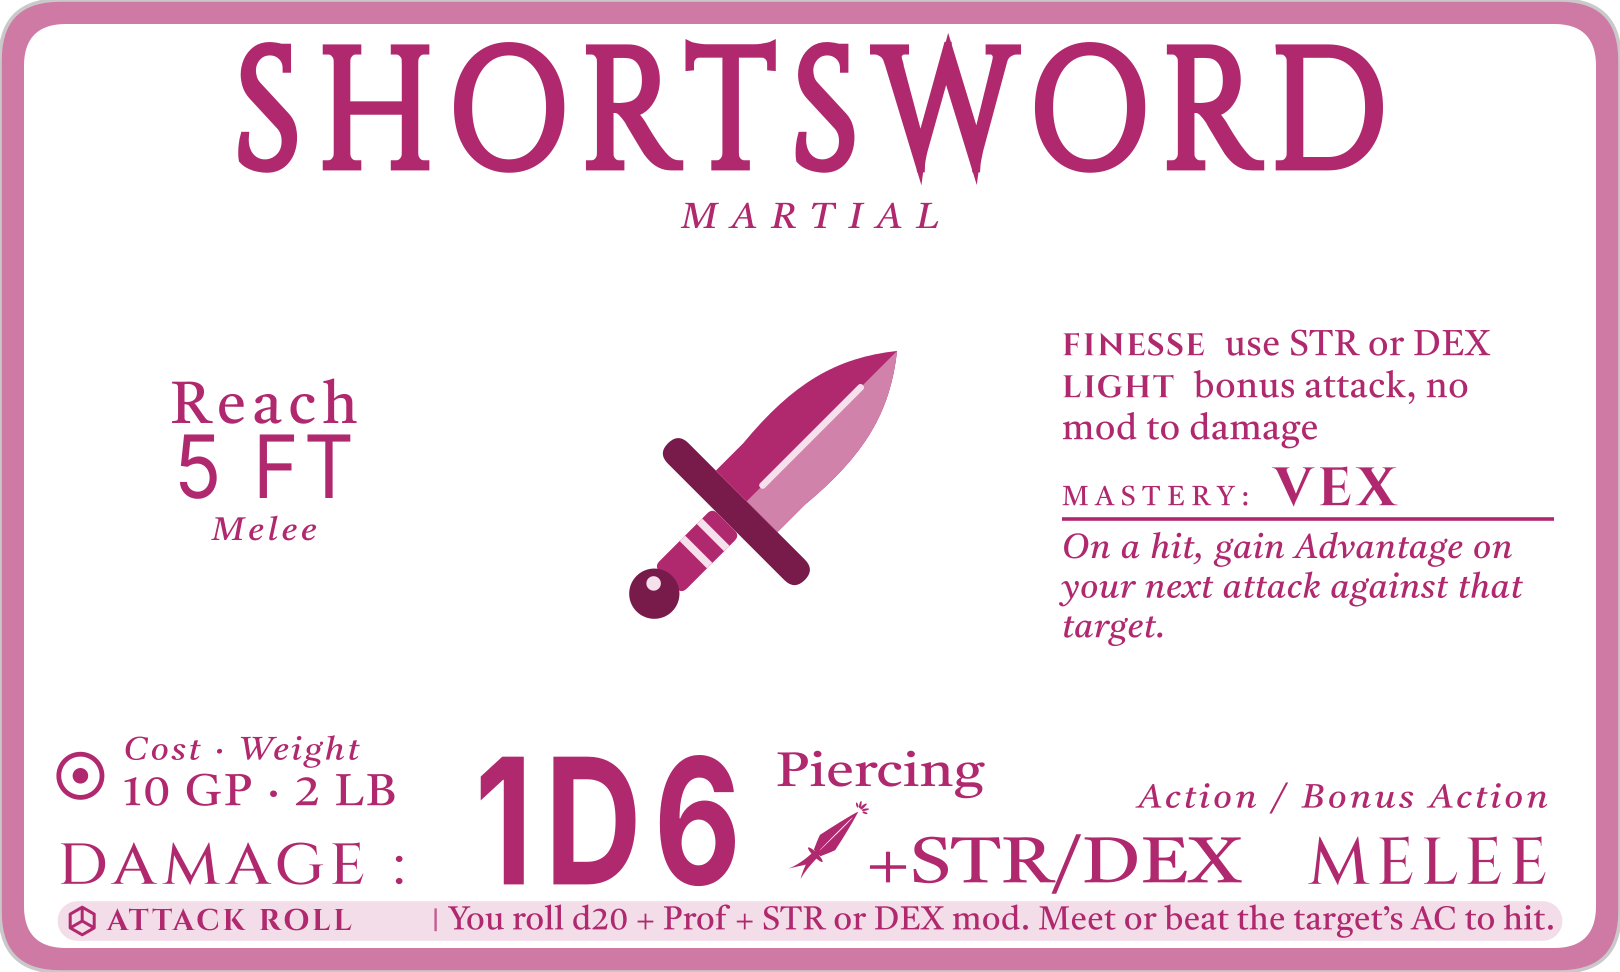 SHORTSWORD
MARTIAL
Reach
5 FT
Melee
FINESSE use STR or DEX
LIGHT bonus attack, no
mod to damage
MASTERY: VEX
On a hit, gain Advantage on
your next attack against that
target.
Cost · Weight
10 GP · 2 LB
DAMAGE :
1D6
Piercing
+STR/DEX
Action / Bonus Action
MELEE
ATTACK ROLL | You roll d20 + Prof + STR or DEX mod. Meet or beat the target’s AC to hit.